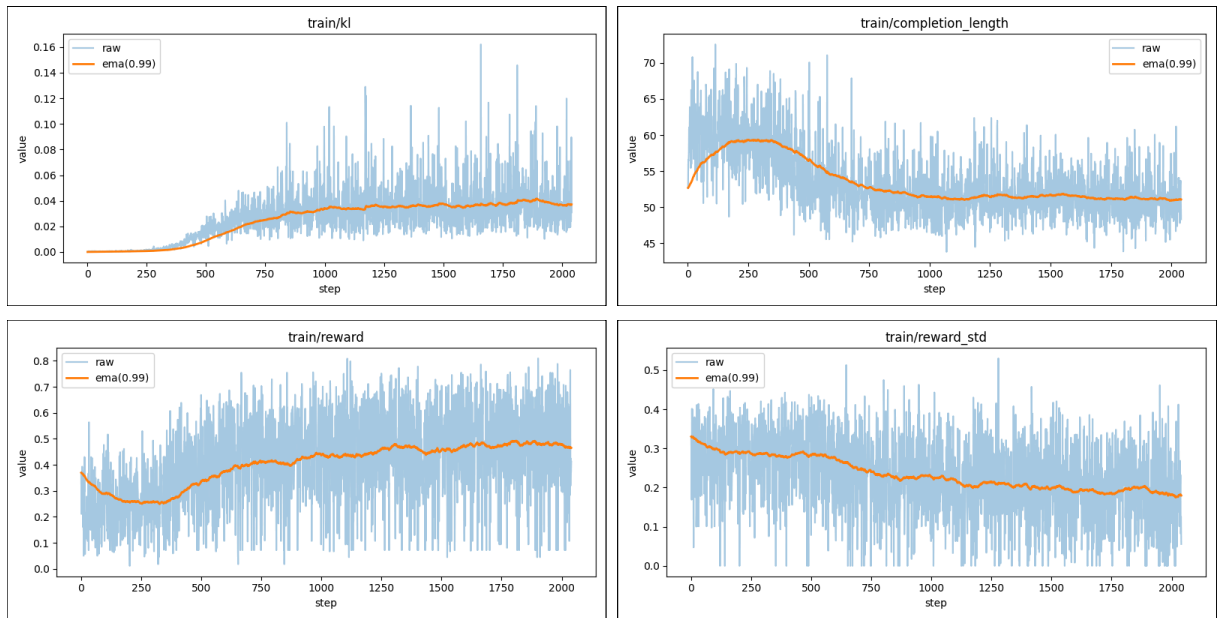 train/kl
raw
ema(0.99)
value
0.16
0.14
0.12
0.10
0.08
0.06
0.04
0.02
0.00
0 250 500 750 1000 1250 1500 1750 2000
step
train/completion_length
raw
ema(0.99)
value
70
65
60
55
50
45
0 250 500 750 1000 1250 1500 1750 2000
step
train/reward
raw
ema(0.99)
value
0.8
0.7
0.6
0.5
0.4
0.3
0.2
0.1
0.0
0 250 500 750 1000 1250 1500 1750 2000
step
train/reward_std
raw
ema(0.99)
value
0.5
0.4
0.3
0.2
0.1
0.0
0 250 500 750 1000 1250 1500 1750 2000
step